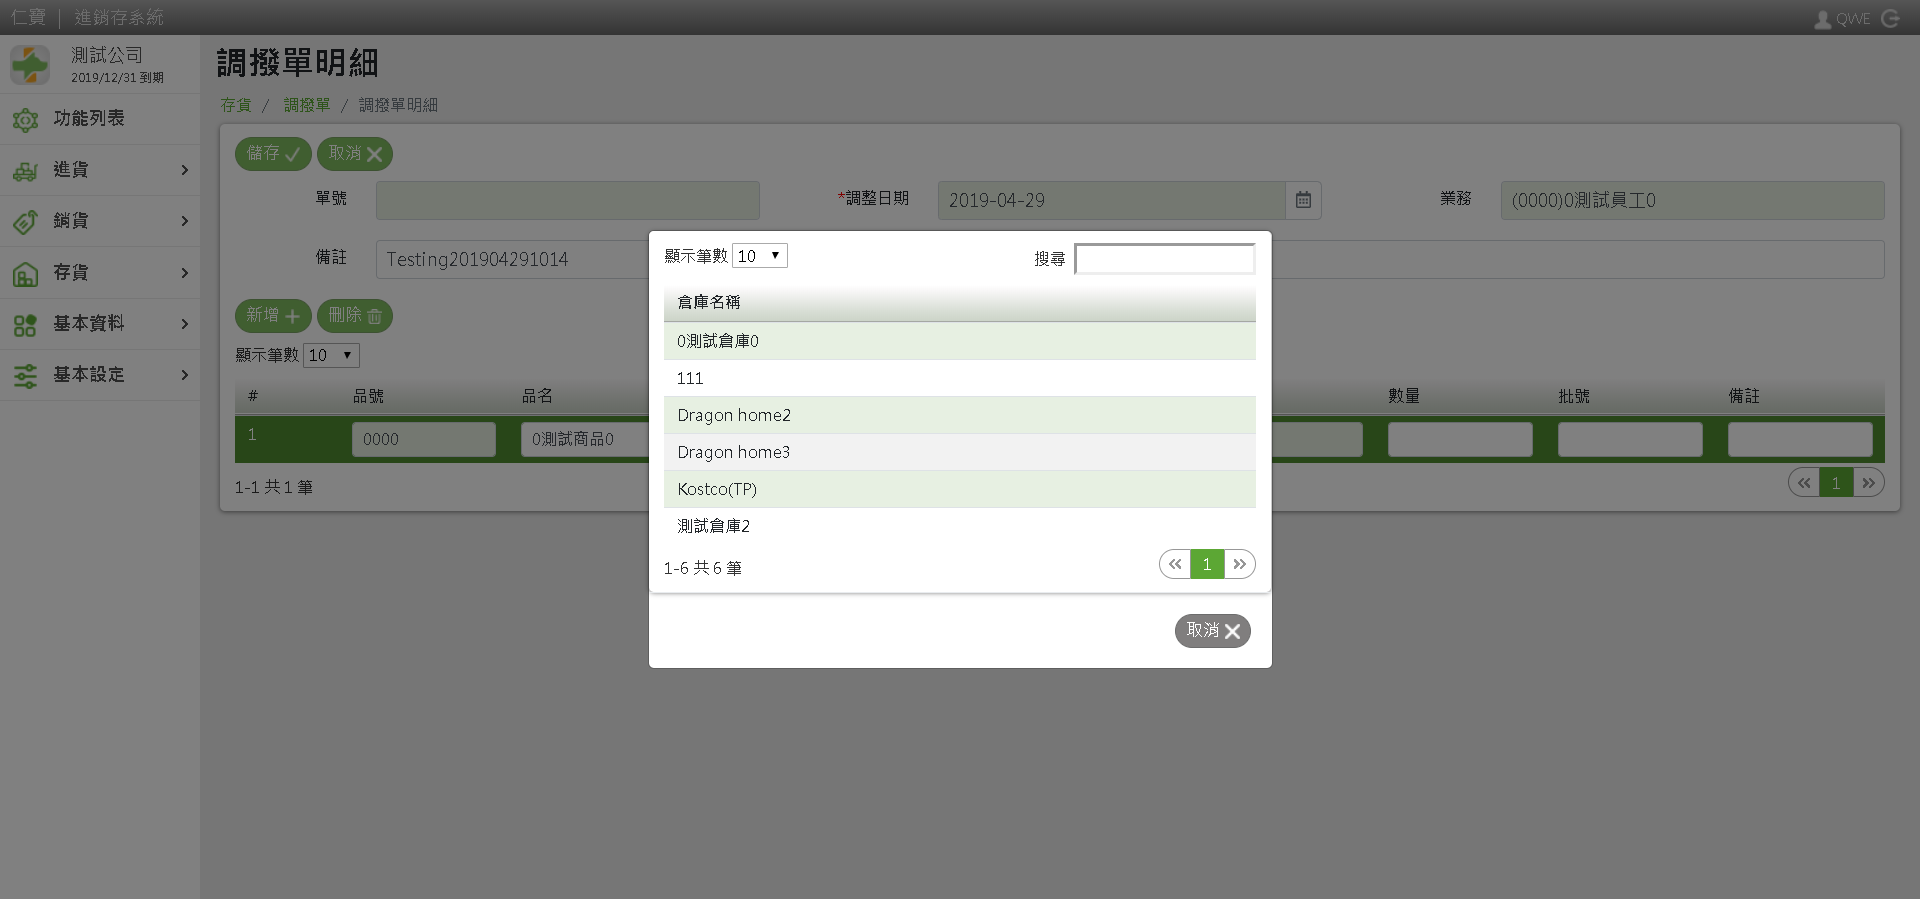 仁寶 | 進銷存系統
QWE
測試公司
2019/12/31 到期
功能列表
進貨
銷貨
存貨
基本資料
基本設定
調撥單明細
存貨 / 調撥單 / 調撥單明細
儲存 取消
單號
*調整日期 2019-04-29
業務 (0000)0測試員工0
備註 Testing201904291014
新增 刪除
顯示筆數 10
# 品號 品名 數量 批號 備註
1 0000 0測試商品0
1-1 共 1 筆
1
顯示筆數 10
搜尋
倉庫名稱
0測試倉庫0
111
Dragon home2
Dragon home3
Kostco(TP)
測試倉庫2
1-6 共 6 筆
1
取消